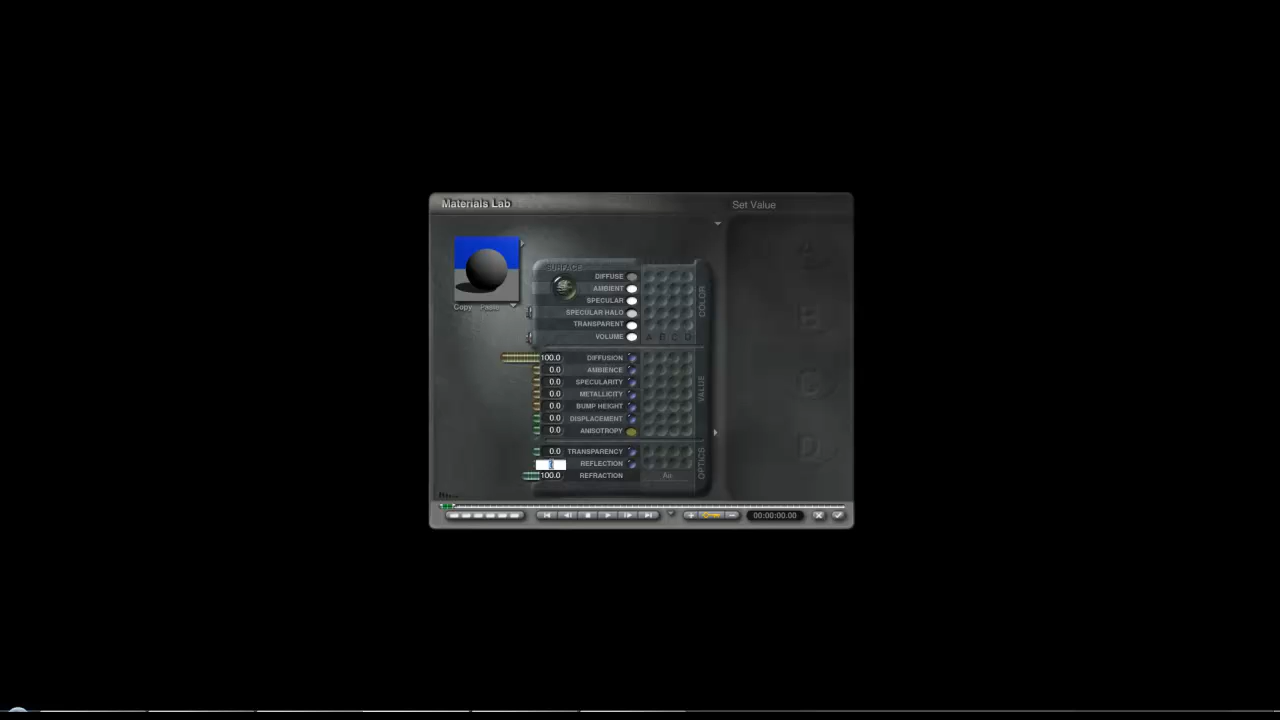 Materials Lab
Set Value
SURFACE
DIFFUSE
AMBIENT
SPECULAR
SPECULAR HALO
TRANSPARENT
VOLUME
A B C D
COLOR
Copy Paste
100.0 DIFFUSION
0.0 AMBIENCE
0.0 SPECULARITY
0.0 METALLICITY
0.0 BUMP HEIGHT
0.0 DISPLACEMENT
0.0 ANISOTROPY
VALUE
0.0 TRANSPARENCY
REFLECTION
100.0 REFRACTION
OPTICS
A
B
C
D
00:00:00.00